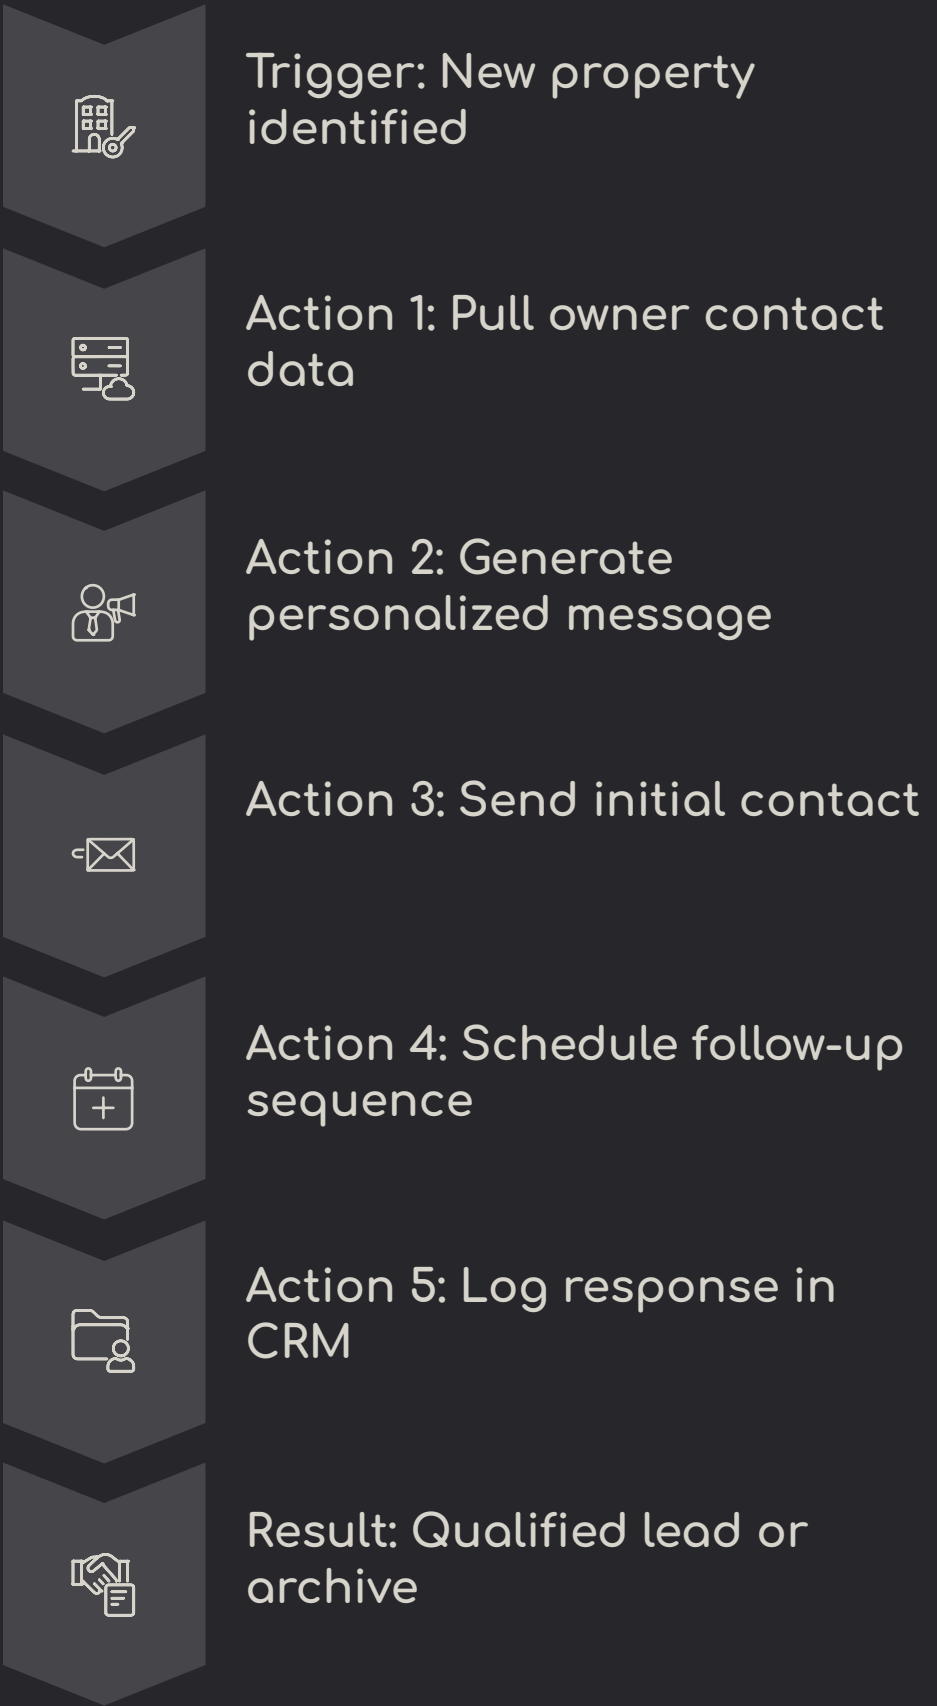 Trigger: New property
identified
Action 1: Pull owner contact
data
Action 2: Generate
personalized message
Action 3: Send initial contact
Action 4: Schedule follow-up
sequence
Action 5: Log response in
CRM
Result: Qualified lead or
archive